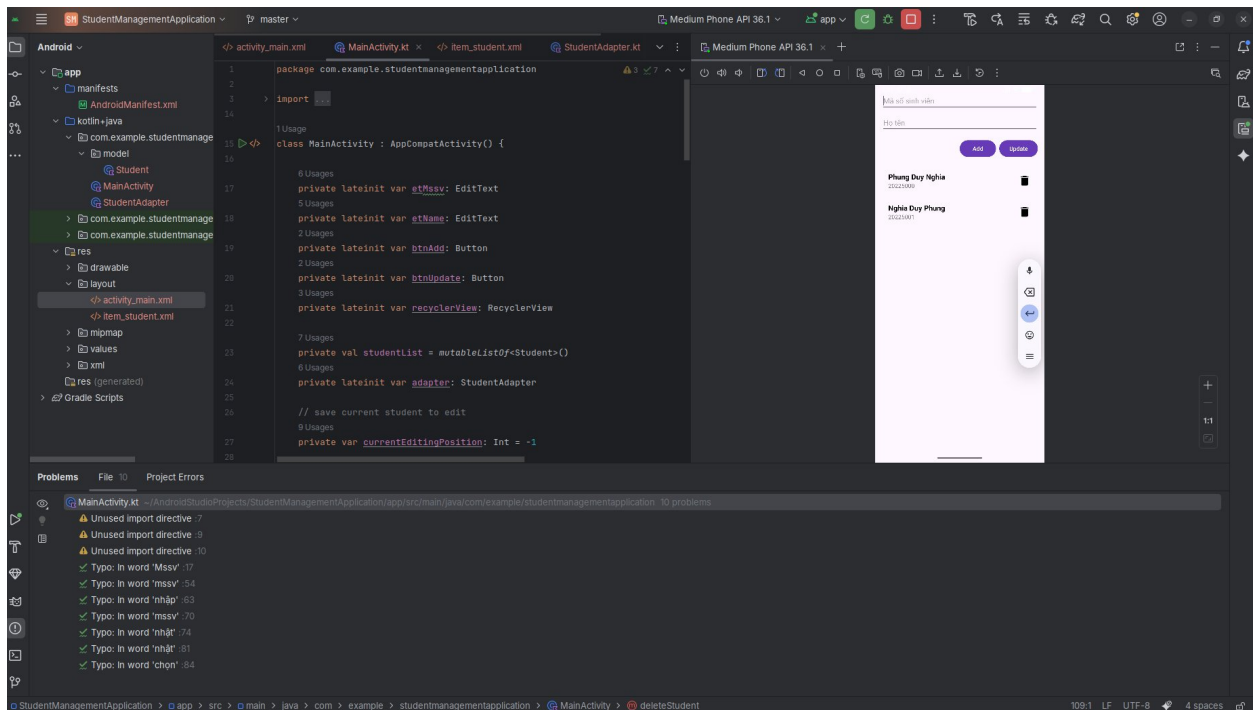 SM StudentManagementApplication master Medium Phone API 36.1 app
Android
app
manifests
AndroidManifest.xml
kotlin+java
com.example.studentmanage
model
Student
MainActivity
StudentAdapter
com.example.studentmanage
com.example.studentmanage
res
drawable
layout
activity_main.xml
item_student.xml
mipmap
values
xml
res (generated)
Gradle Scripts
activity_main.xml MainActivity.kt item_student.xml StudentAdapter.kt
3 7
1 package com.example.studentmanagementapplication
2
3 import ...
14
1 Usage
15 class MainActivity : AppCompatActivity() {
16
6 Usages
17 private lateinit var etMssv: EditText
5 Usages
18 private lateinit var etName: EditText
2 Usages
19 private lateinit var btnAdd: Button
2 Usages
20 private lateinit var btnUpdate: Button
3 Usages
21 private lateinit var recyclerView: RecyclerView
22
7 Usages
23 private val studentList = mutableListOf<Student>()
6 Usages
24 private lateinit var adapter: StudentAdapter
25
26 // save current student to edit
9 Usages
27 private var currentEditingPosition: Int = -1
28
Medium Phone API 36.1
Mã số sinh viên
Họ tên
Add Update
Phung Duy Nghia
20225000
Nghia Duy Phung
20225001
1:1
Problems File 10 Project Errors
MainActivity.kt ~/AndroidStudioProjects/StudentManagementApplication/app/src/main/java/com/example/studentmanagementapplication 10 problems
Unused import directive :7
Unused import directive :9
Unused import directive :10
Typo: In word 'Mssv' :17
Typo: In word 'mssv' :54
Typo: In word 'nhập' :63
Typo: In word 'mssv' :70
Typo: In word 'nhật' :74
Typo: In word 'nhật' :81
Typo: In word 'chọn' :84
StudentManagementApplication > app > src > main > java > com > example > studentmanagementapplication > MainActivity > deleteStudent
109:1 LF UTF-8 4 spaces